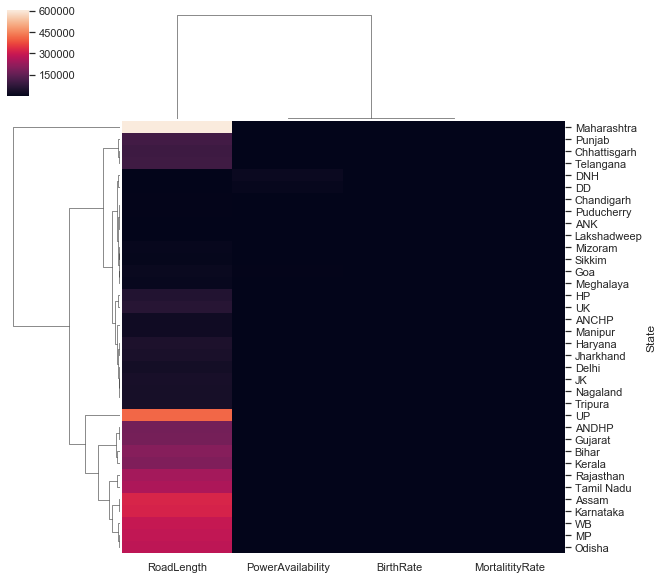 600000
450000
300000
150000
Maharashtra
Punjab
Chhattisgarh
Telangana
DNH
DD
Chandigarh
Puducherry
ANK
Lakshadweep
Mizoram
Sikkim
Goa
Meghalaya
HP
UK
ANCHP
Manipur
Haryana
Jharkhand
Delhi
JK
Nagaland
Tripura
UP
ANDHP
Gujarat
Bihar
Kerala
Rajasthan
Tamil Nadu
Assam
Karnataka
WB
MP
Odisha
State
RoadLength PowerAvailability BirthRate MortalitityRate